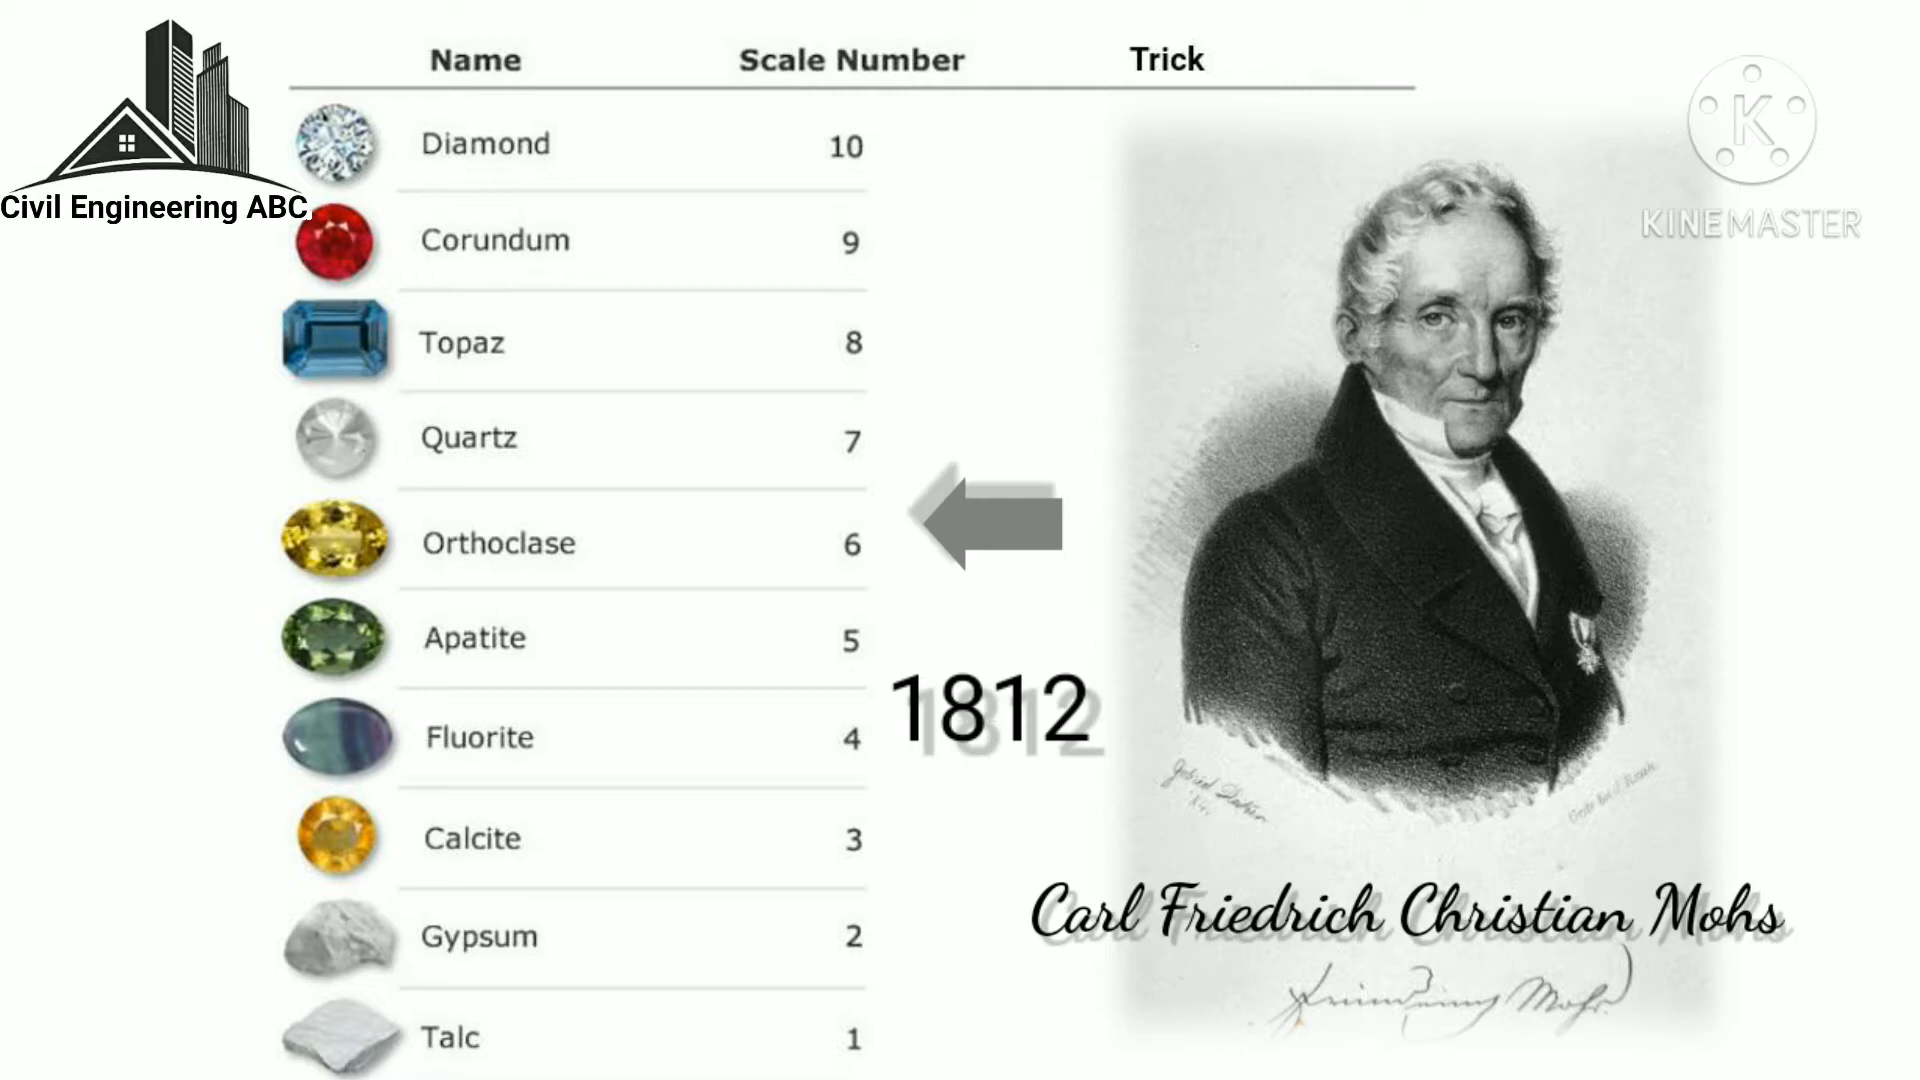 Name Scale Number Trick
Diamond 10
Corundum 9
Topaz 8
Quartz 7
Orthoclase 6
Apatite 5
Fluorite 4
Calcite 3
Gypsum 2
Talc 1
Civil Engineering ABC
K
KINEMASTER
1812
Carl Friedrich Christian Mohs
Mohs